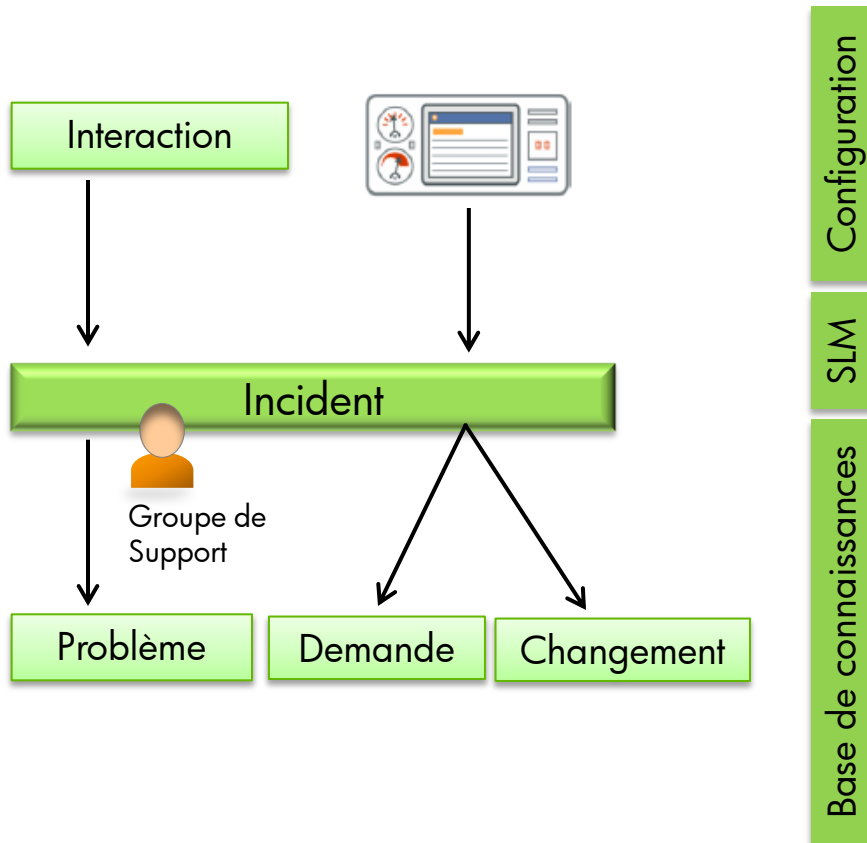 Interaction
Incident
Groupe de
Support
Problème
Demande
Changement
Configuration
SLM
Base de connaissances